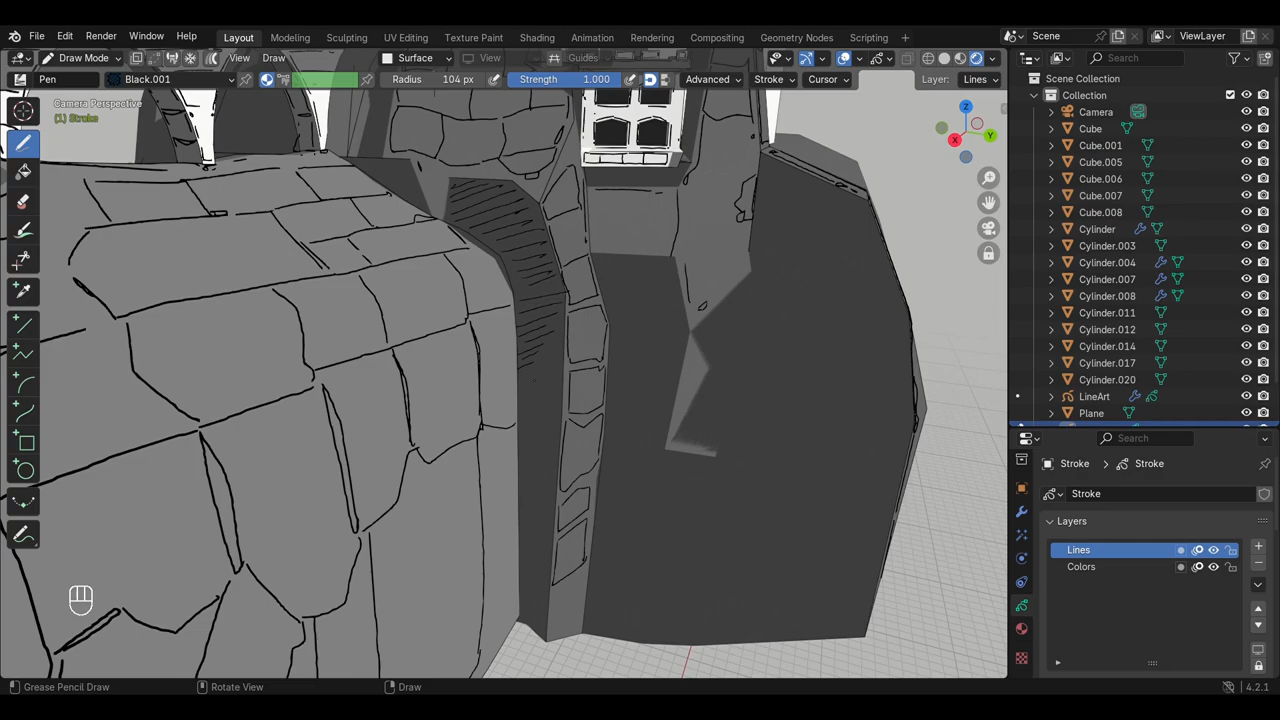 File Edit Render Window Help Layout Modeling Sculpting UV Editing Texture Paint Shading Animation Rendering Compositing Geometry Nodes Scripting + Scene ViewLayer
Draw Mode View Draw Surface View Guides Search
Pen Black.001 Radius 104 px Strength 1.000 Advanced Stroke Cursor Layer: Lines
Scene Collection
Collection
Camera
Cube
Cube.001
Cube.005
Cube.006
Cube.007
Cube.008
Cylinder
Cylinder.003
Cylinder.004
Cylinder.007
Cylinder.008
Cylinder.011
Cylinder.012
Cylinder.014
Cylinder.017
Cylinder.020
LineArt
Plane
Camera Perspective
(1) Stroke
Z
Y
X
Search
Stroke Stroke
Stroke
Layers
Lines
Colors
Grease Pencil Draw Rotate View Draw 4.2.1